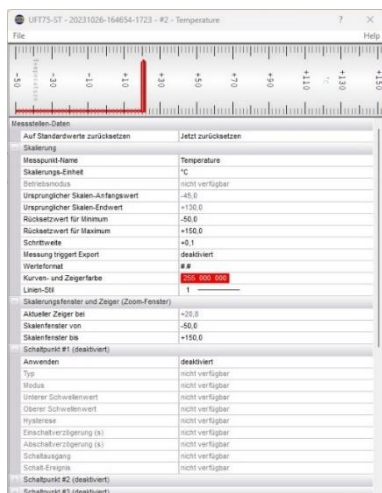 UFT75-ST - 20231026-164654-1723 - #2 - Temperature ? ×
File Help
Temperature
-50 -30 -10 +10 +30 +50 +70 +90 °C +110 +130 +150
Messstellen-Daten
Auf Standardwerte zurücksetzen Jetzt zurücksetzen
Skalierung
Messpunkt-Name Temperature
Skalierungs-Einheit °C
Betriebsmodus nicht verfügbar
Ursprunglicher Skalen-Anfangswert -45,0
Ursprunglicher Skalen-Endwert +130,0
Rücksetzwert für Minimum -50,0
Rücksetzwert für Maximum +150,0
Schrittweite +0,1
Messung triggert Export deaktiviert
Werteformat #.#
Kurven- und Zeigerfarbe 255 000 000
Linien-Stil 1
Skalierungsfenster und Zeiger (Zoom-Fenster)
Aktueller Zeiger bei +20,8
Skalenfenster von -50,0
Skalenfenster bis +150,0
Schaltpunkt #1 (deaktiviert)
Anwenden deaktiviert
Typ nicht verfügbar
Modus nicht verfügbar
Unterer Schwellenwert nicht verfügbar
Oberer Schwellenwert nicht verfügbar
Hysterese nicht verfügbar
Einschaltverzögerung (s) nicht verfügbar
Abschaltverzögerung (s) nicht verfügbar
Schaltausgang nicht verfügbar
Schalt-Ereignis nicht verfügbar
Schaltpunkt #2 (deaktiviert)
Schaltpunkt #3 (deaktiviert)